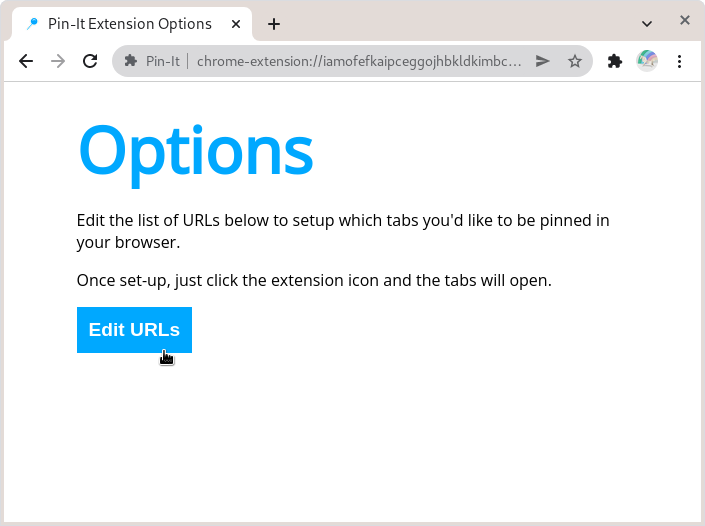 Pin-It Extension Options
Pin-It
chrome-extension://iamofefkaipceggojhbkldkimbc...
Options
Edit the list of URLs below to setup which tabs you'd like to be pinned in
your browser.
Once set-up, just click the extension icon and the tabs will open.
Edit URLs